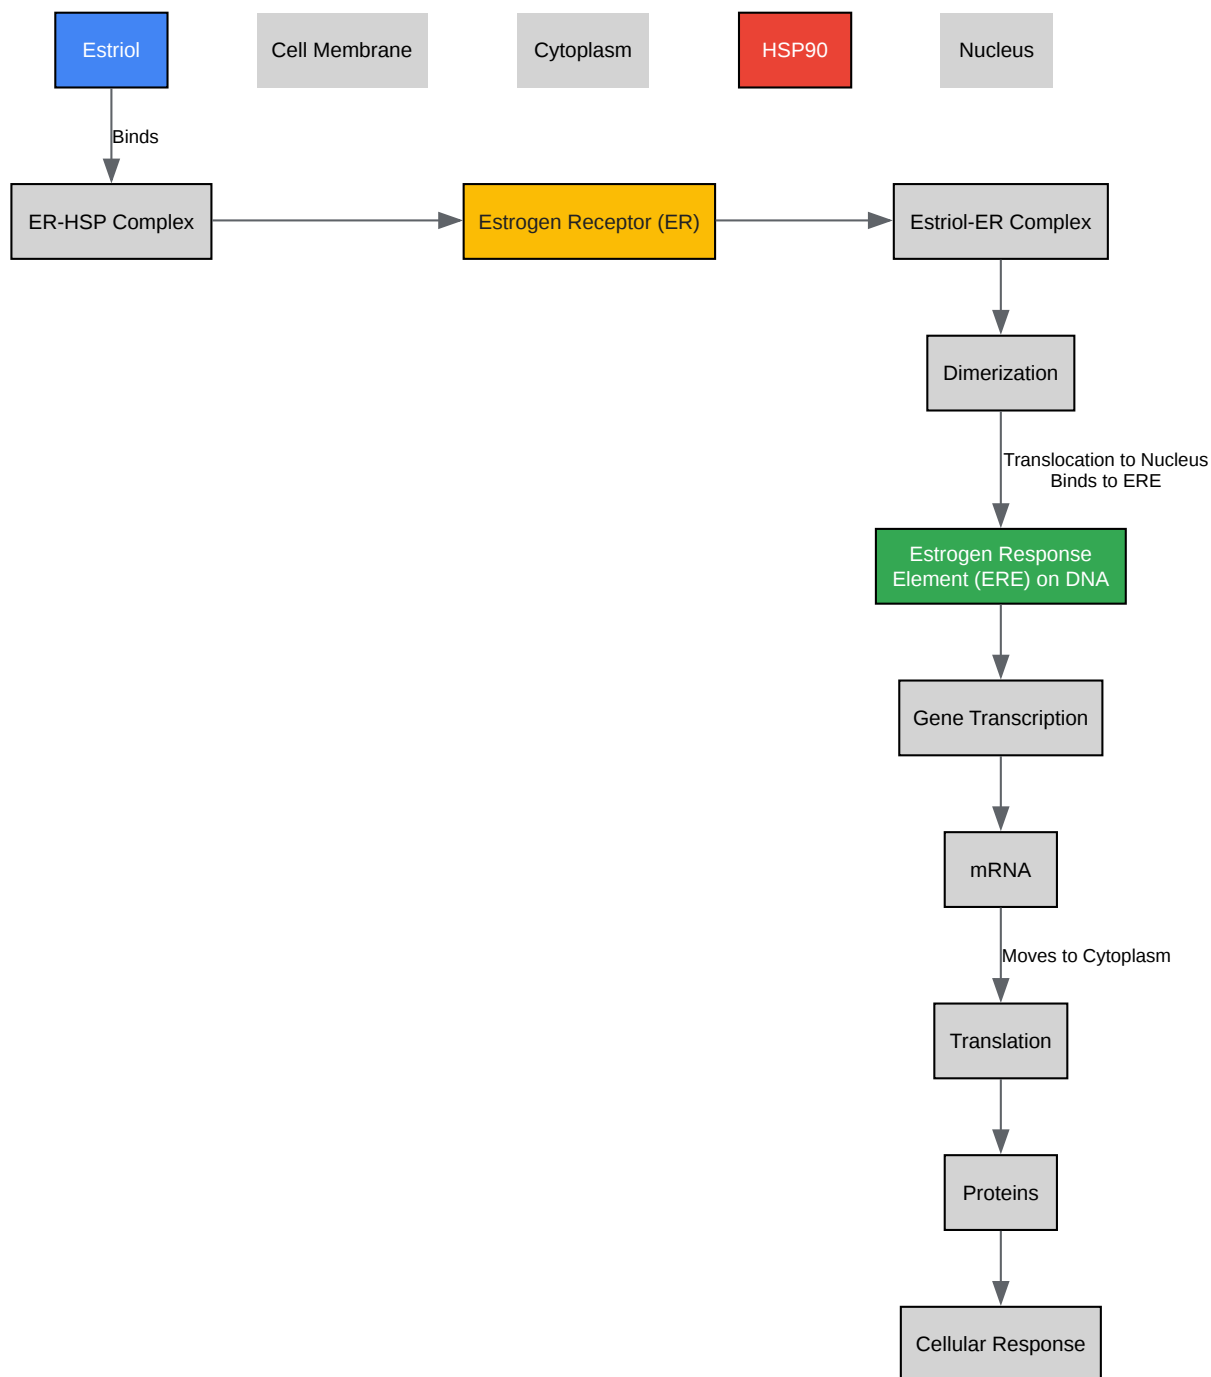 Estriol
Cell Membrane
Cytoplasm
HSP90
Nucleus
Binds
ER-HSP Complex
Estrogen Receptor (ER)
Estriol-ER Complex
Dimerization
Translocation to Nucleus
Binds to ERE
Estrogen Response
Element (ERE) on DNA
Gene Transcription
mRNA
Moves to Cytoplasm
Translation
Proteins
Cellular Response